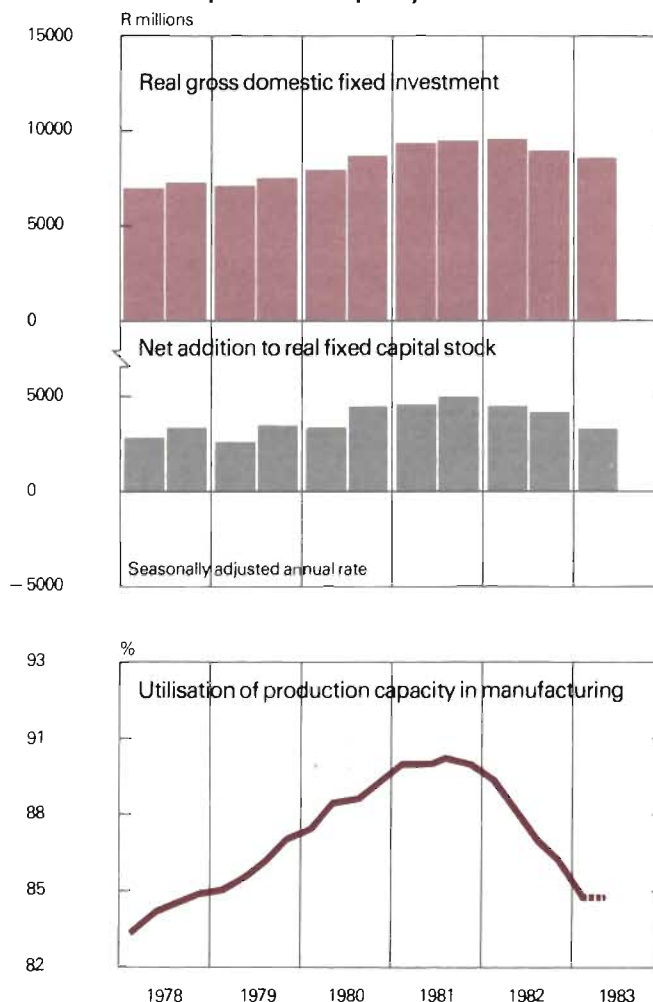 R millions
15000
Real gross domestic fixed investment
10000
5000
0
Net addition to real fixed capital stock
5000
0
Seasonally adjusted annual rate
− 5000
%
93
Utilisation of production capacity in manufacturing
91
88
85
82
1978 1979 1980 1981 1982 1983